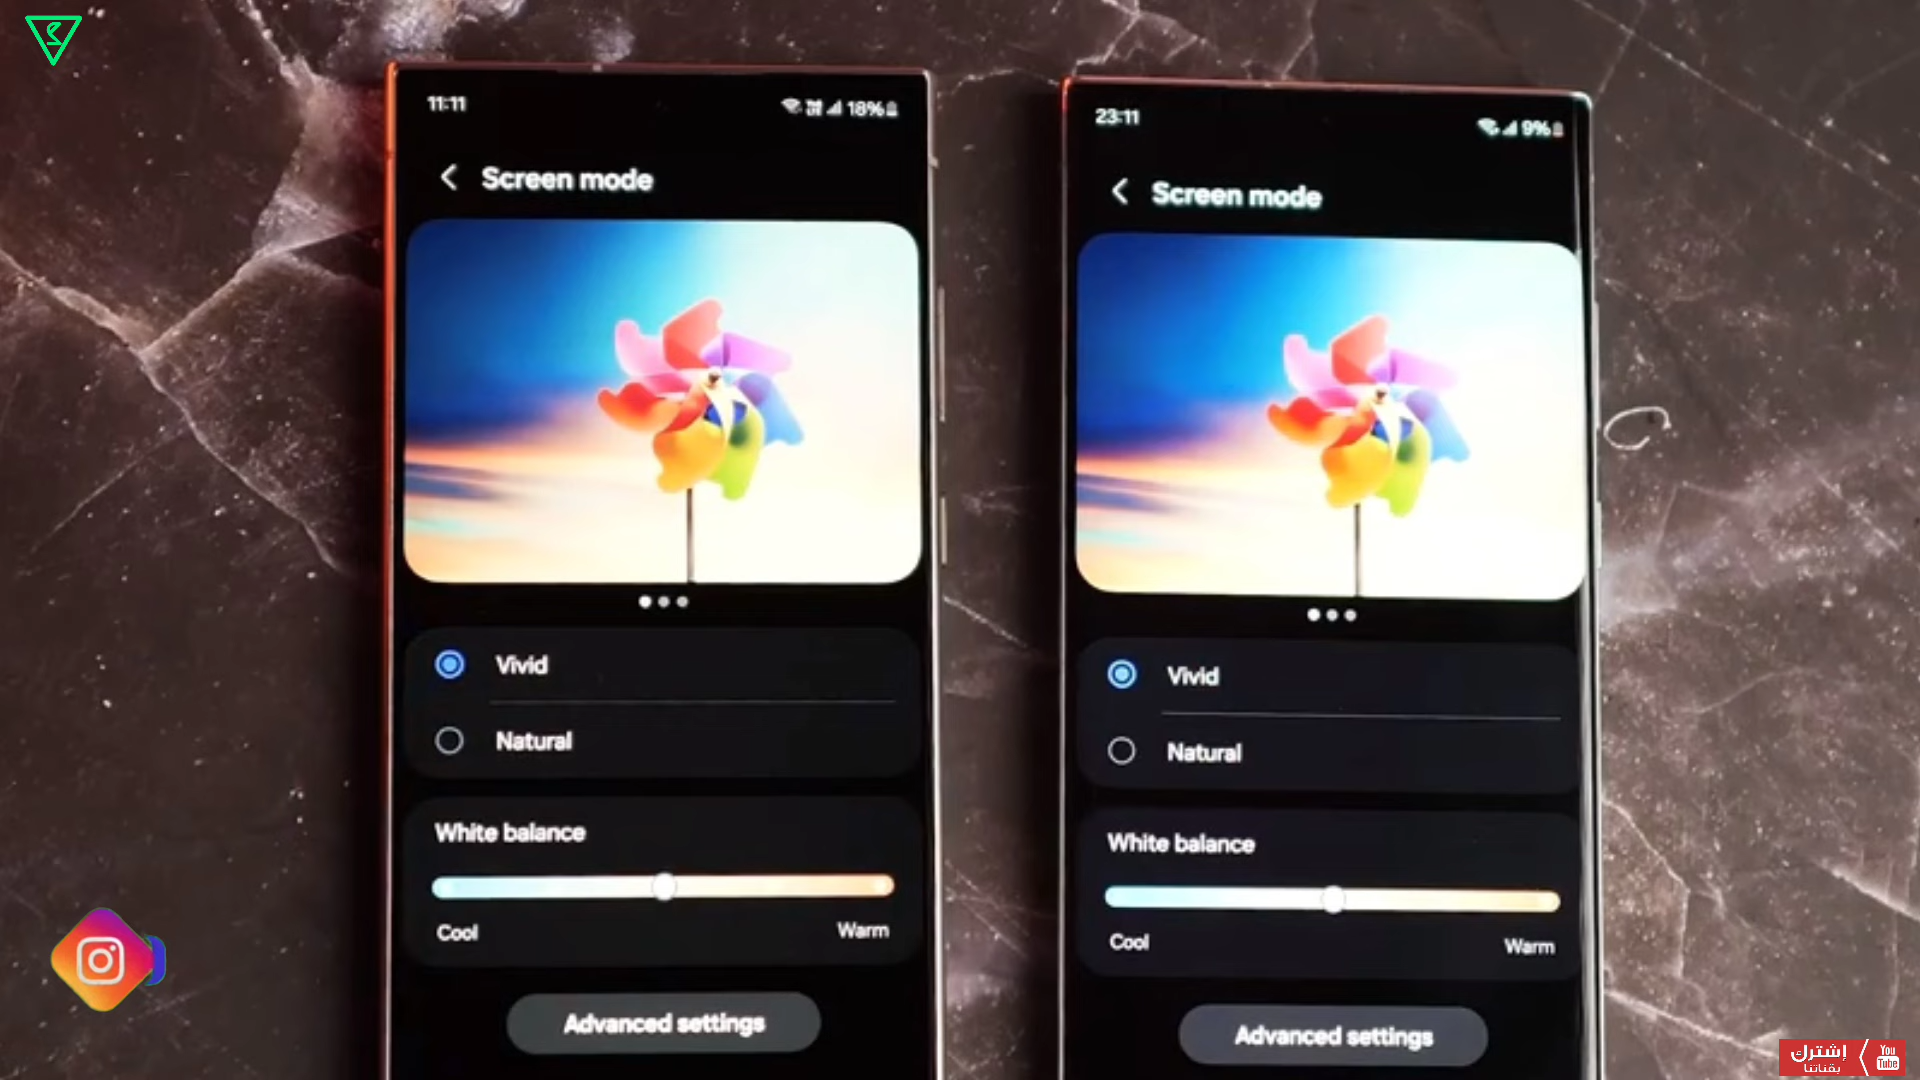 11:11
18%
Screen mode
Vivid
Natural
White balance
Cool
Warm
Advanced settings
23:11
9%
Screen mode
Vivid
Natural
White balance
Cool
Warm
Advanced settings
إشترك
بقناتنا
You
Tube